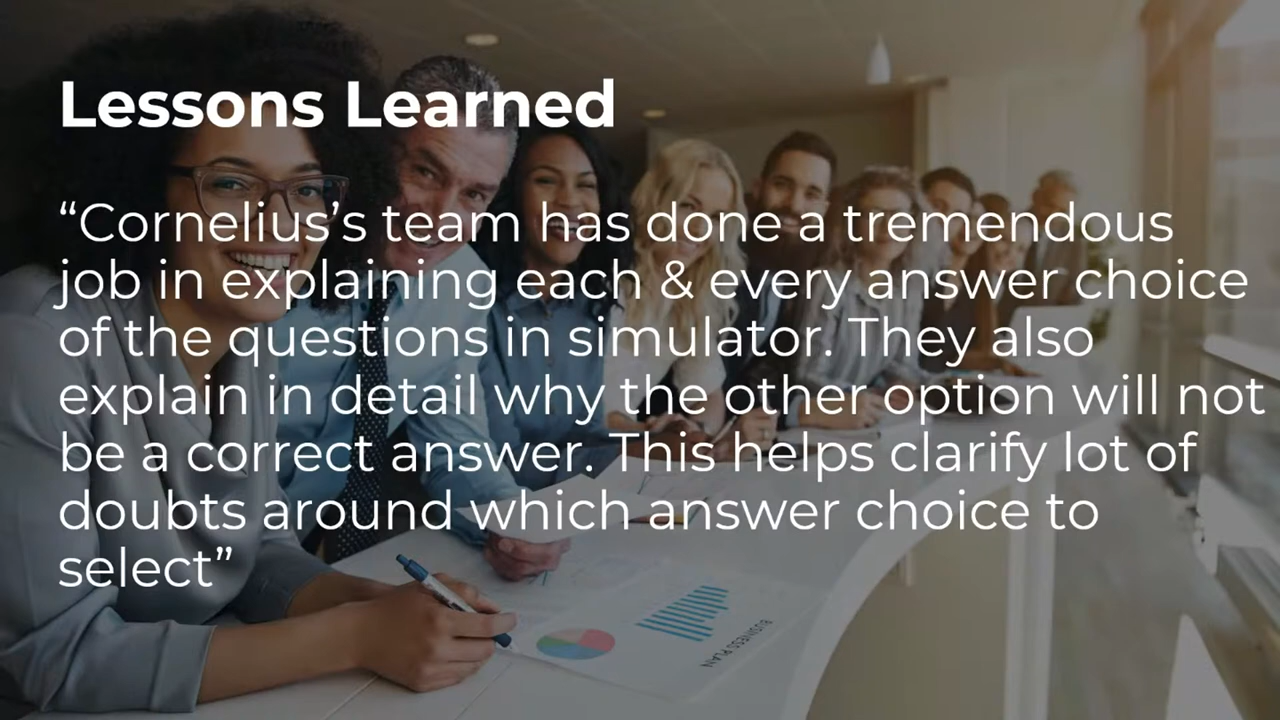 Lessons Learned
“Cornelius’s team has done a tremendous
job in explaining each & every answer choice
of the questions in simulator. They also
explain in detail why the other option will not
be a correct answer. This helps clarify lot of
doubts around which answer choice to
select”
BUSINESS PLAN